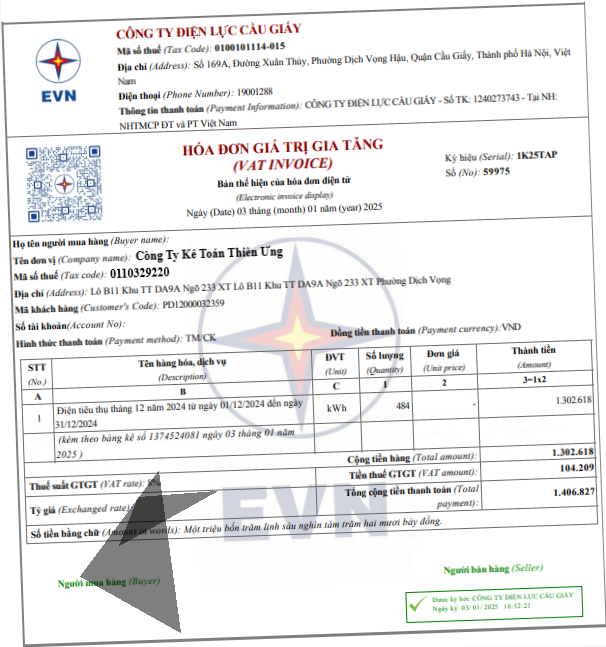 CÔNG TY ĐIỆN LỰC CẦU GIẤY
Mã số thuế (Tax Code): 0100101114-015
Địa chỉ (Address): Số 169A, Đường Xuân Thủy, Phường Dịch Vọng Hậu, Quận Cầu Giấy, Thành phố Hà Nội, Việt
Nam
EVN
Điện thoại (Phone Number): 19001288
Thông tin thanh toán (Payment Information): CÔNG TY ĐIỆN LỰC CẦU GIẤY - Số TK: 1240273743 - Tại NH:
NHTMCP ĐT và PT Việt Nam
HÓA ĐƠN GIÁ TRỊ GIA TĂNG
(VAT INVOICE)
Ký hiệu (Serial): 1K25TAP
Số (No): 59975
Bản thể hiện của hóa đơn điện tử
(Electronic invoice display)
Ngày (Date) 03 tháng (month) 01 năm (year) 2025
Họ tên người mua hàng (Buyer name):
Tên đơn vị (Company name): Công Ty Kế Toán Thiên Ưng
Mã số thuế (Tax code): 0110329220
Địa chỉ (Address): Lô B11 Khu TT DA9A Ngõ 233 XT Lô B11 Khu TT DA9A Ngõ 233 XT Phường Dịch Vọng
Mã khách hàng (Customer's Code): PD12000032359
Số tài khoản(Account No):
Hình thức thanh toán (Payment method): TM/CK
Đồng tiền thanh toán (Payment currency):VND
STT Tên hàng hóa, dịch vụ ĐVT Số lượng Đơn giá Thành tiền
(No.) (Description) (Unit) (Quantity) (Unit price) (Amount)
A B C 1 2 3=1x2
1 Điện tiêu thụ tháng 12 năm 2024 từ ngày 01/12/2024 đến ngày kWh 484 - 1.302.618
31/12/2024
(kèm theo bảng kê số 1374524081 ngày 03 tháng 01 năm
2025 )
Cộng tiền hàng (Total amount): 1.302.618
Thuế suất GTGT (VAT rate): 8% Tiền thuế GTGT (VAT amount): 104.209
Tỷ giá (Exchanged rate): Tổng cộng tiền thanh toán (Total 1.406.827
payment):
Số tiền bằng chữ (Amount in words): Một triệu bốn trăm linh sáu nghìn tám trăm hai mươi bảy đồng.
EVN
Người mua hàng (Buyer)
Người bán hàng (Seller)
Được ký bởi: CÔNG TY ĐIỆN LỰC CẦU GIẤY
Ngày ký: 03/01/2025 16:52:21